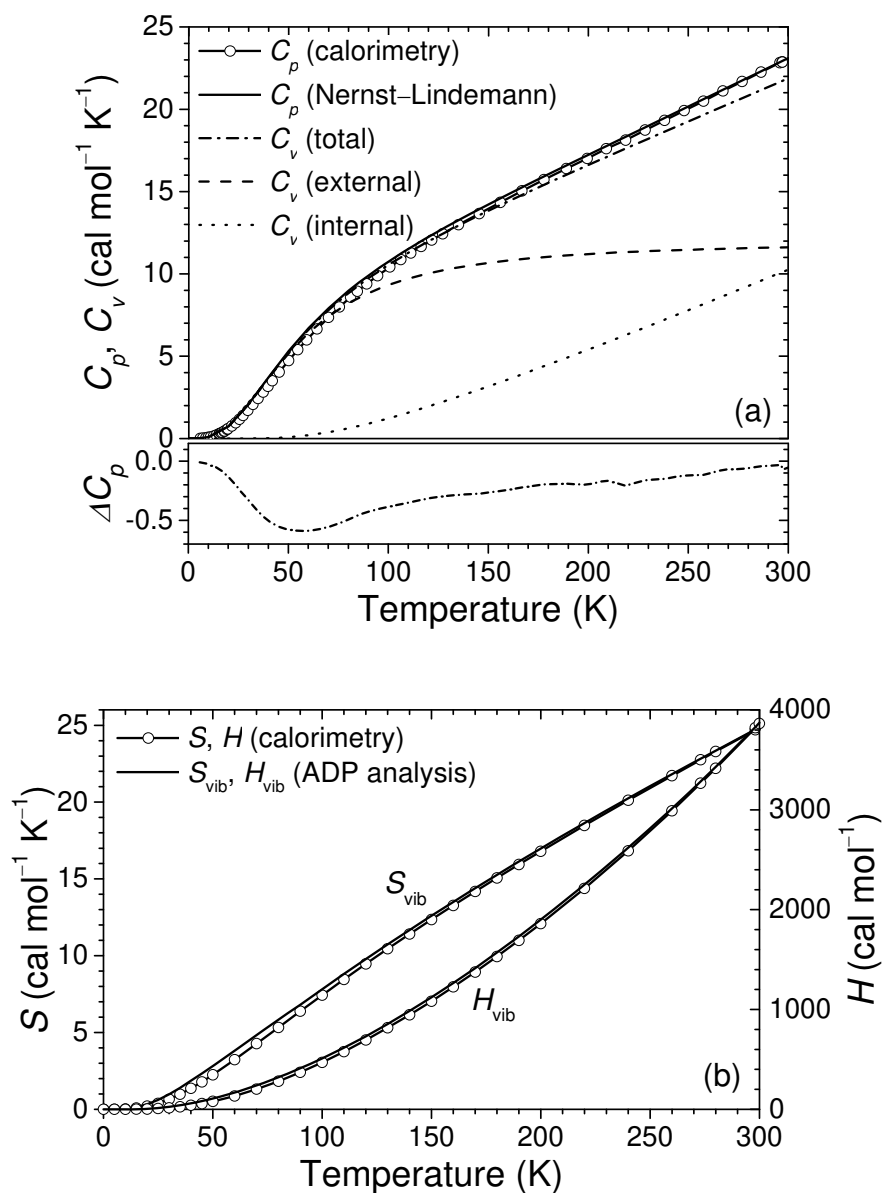 25
20
15
10
5
0
C_p, C_v (cal mol⁻¹ K⁻¹)
C_p (calorimetry)
C_p (Nernst–Lindemann)
C_v (total)
C_v (external)
C_v (internal)
(a)
0.0
-0.5
ΔC_p
0 50 100 150 200 250 300
Temperature (K)
25
20
15
10
5
0
S (cal mol⁻¹ K⁻¹)
S, H (calorimetry)
S_vib, H_vib (ADP analysis)
S_vib
H_vib
(b)
4000
3000
2000
1000
0
H (cal mol⁻¹)
0 50 100 150 200 250 300
Temperature (K)